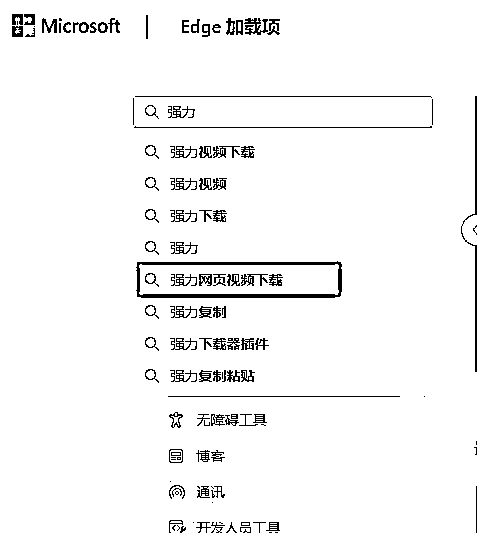 Microsoft | Edge 加载项
强力
强力视频下载
强力视频
强力下载
强力
强力网页视频下载
强力复制
强力下载器插件
强力复制粘贴
无障碍工具
博客
通讯
开发人员工具